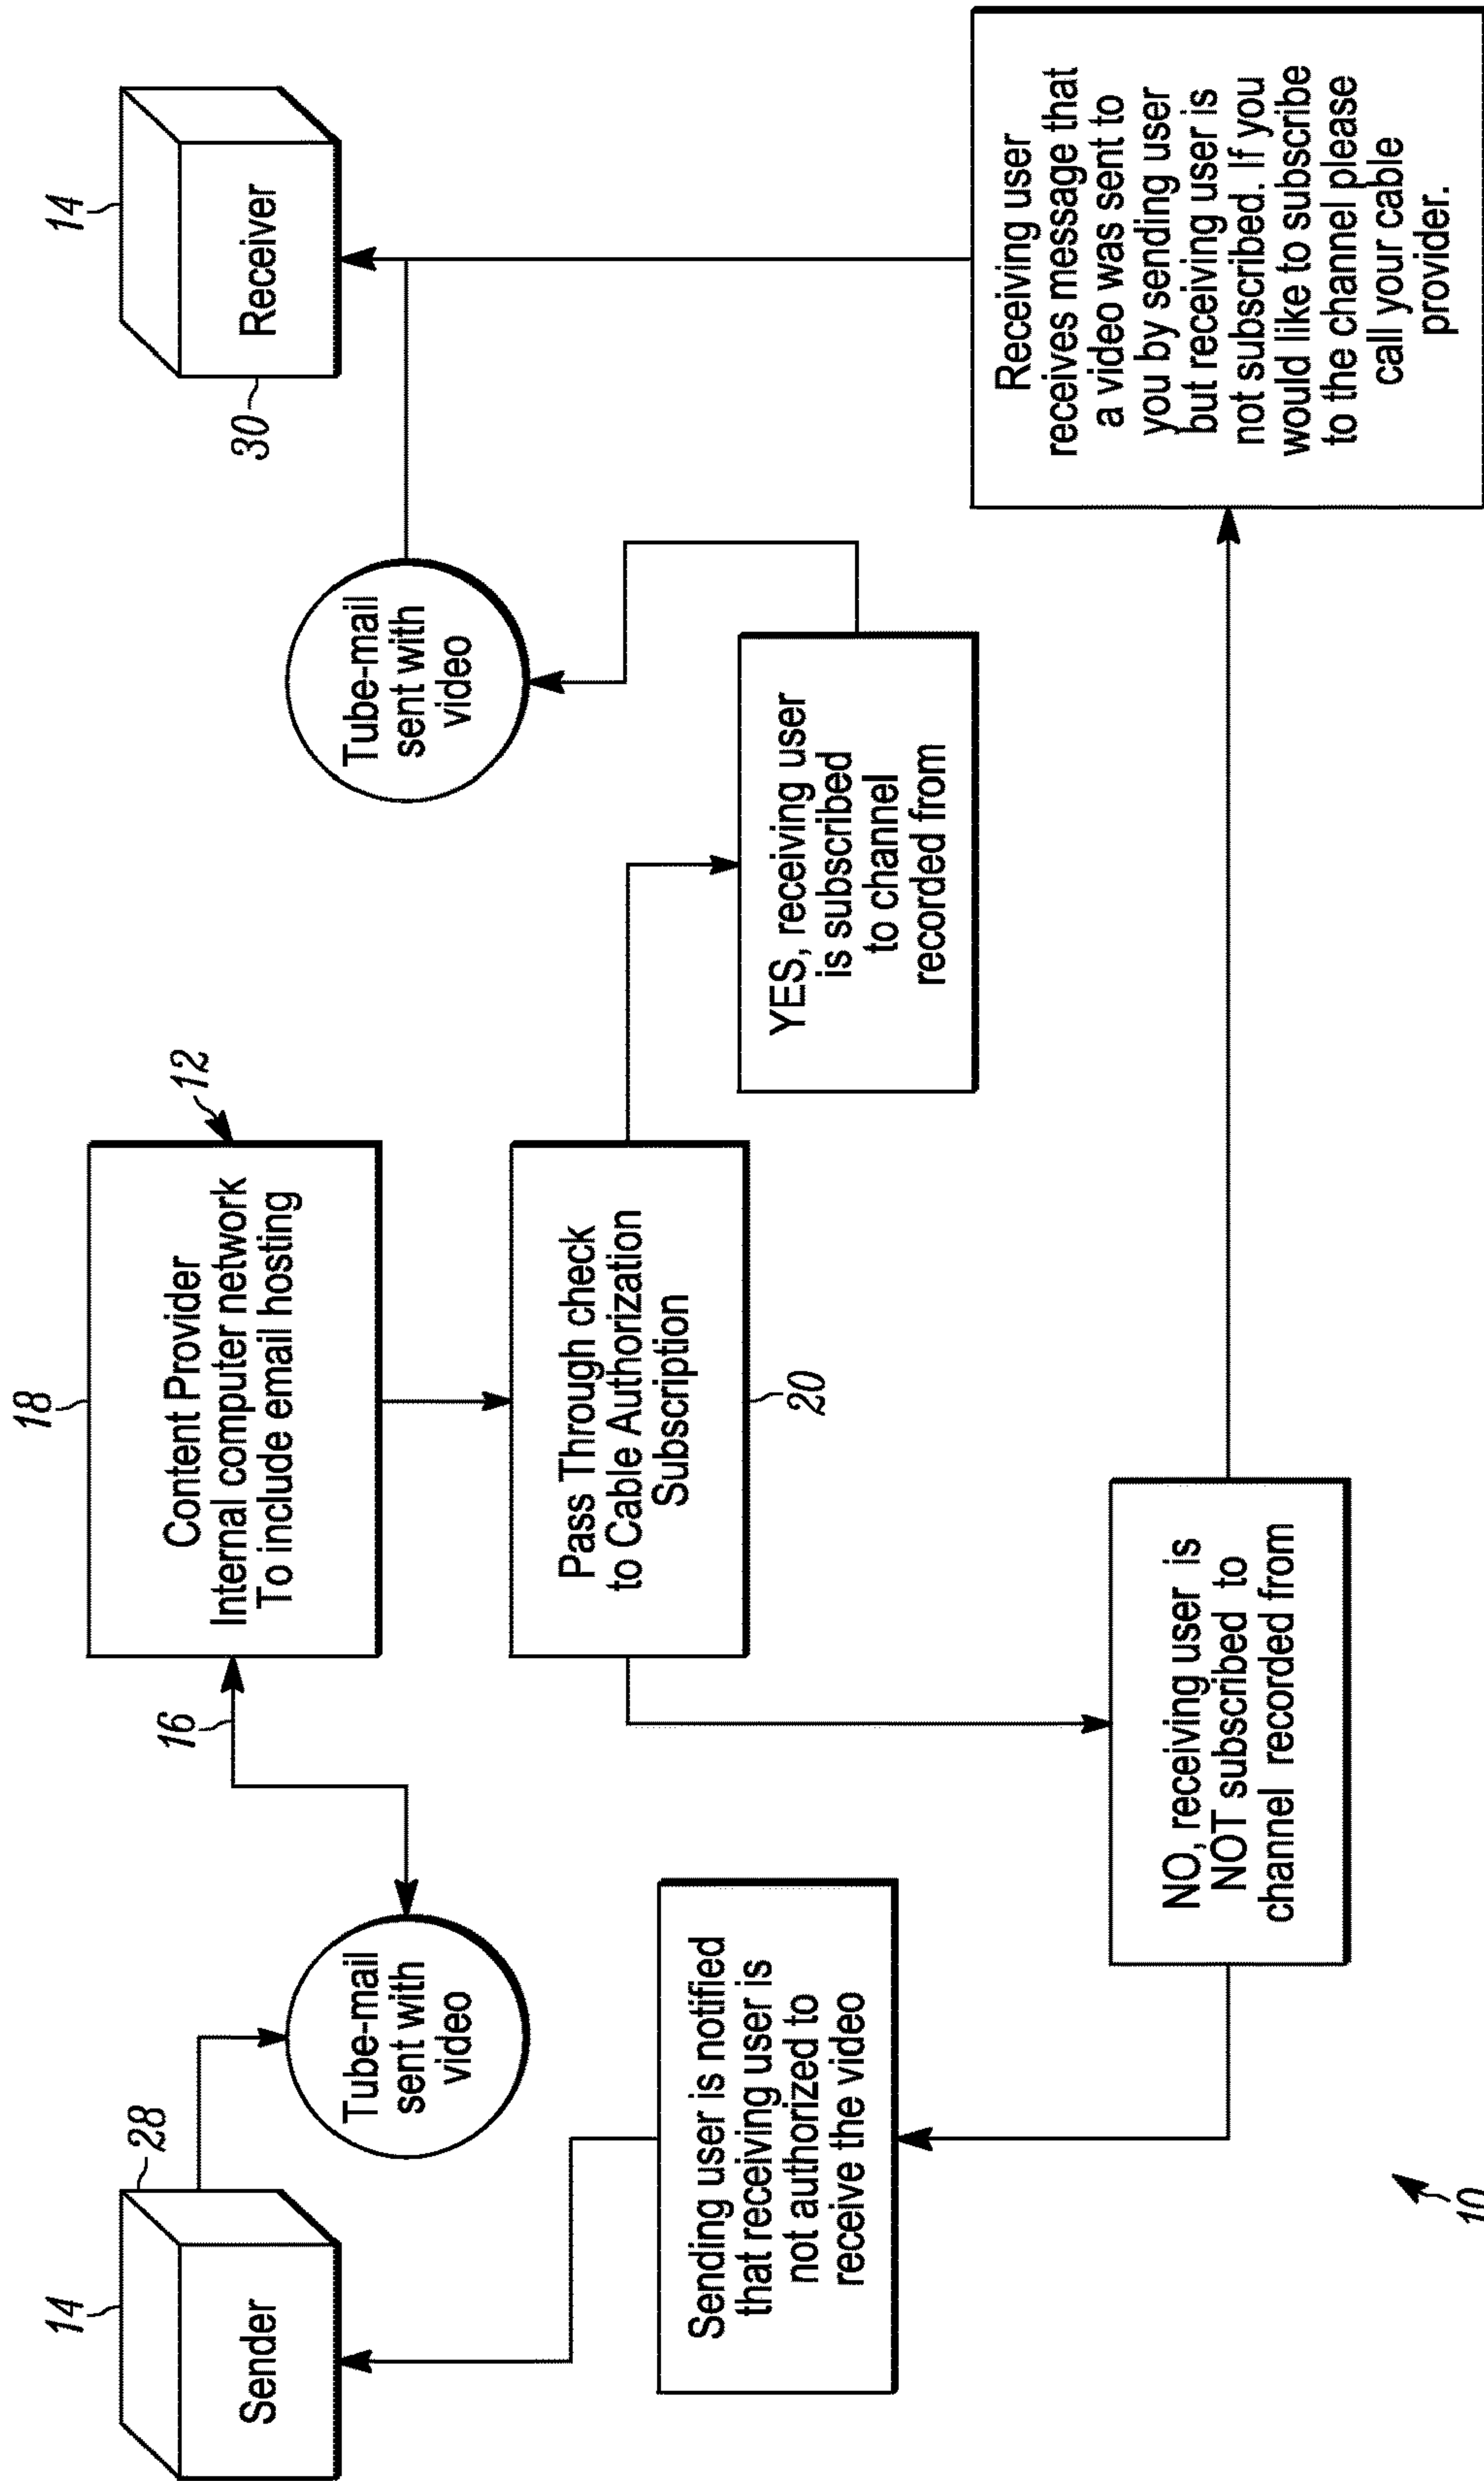 14
28
Sender
Tube-mail
sent with
video
16
18
12
Content Provider
Internal computer network
To include email hosting
Pass Through check
to Cable Authorization
Subscription
20
YES, receiving user
is subscribed
to channel
recorded from
Tube-mail
sent with
video
14
Receiver
30
Sending user is notified
that receiving user is
not authorized to
receive the video
NO, receiving user is
NOT subscribed to
channel recorded from
Receiving user
receives message that
a video was sent to
you by sending user
but receiving user is
not subscribed. If you
would like to subscribe
to the channel please
call your cable
provider.
10